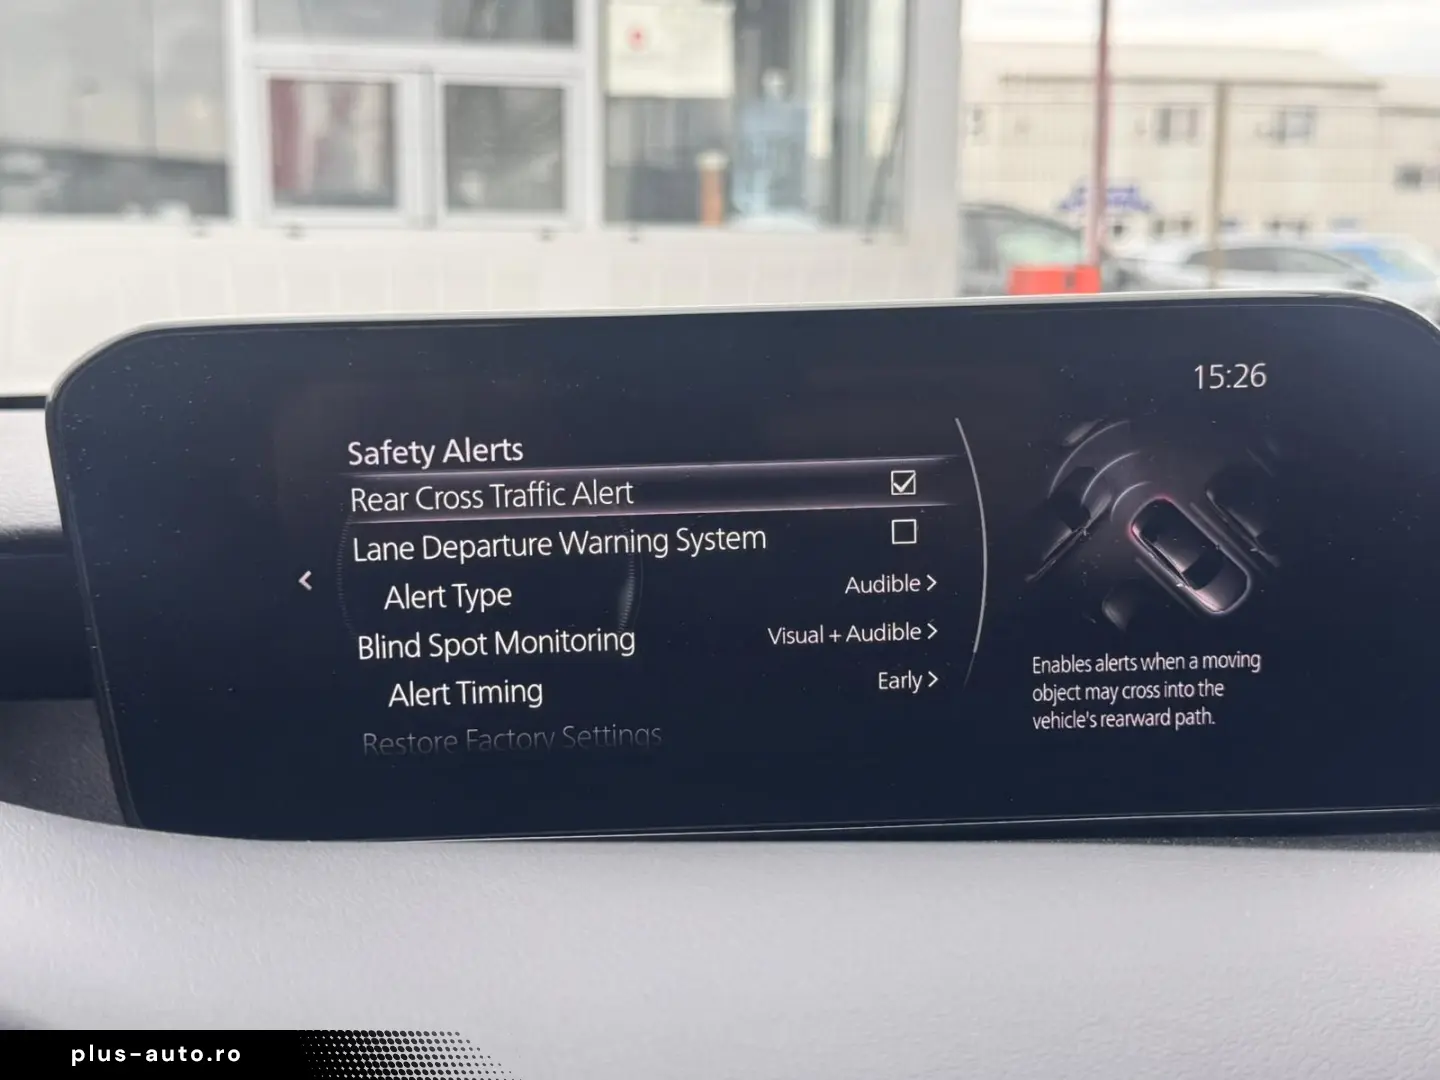 15:26
Safety Alerts
Rear Cross Traffic Alert
Lane Departure Warning System
Alert Type Audible >
Blind Spot Monitoring Visual + Audible >
Alert Timing Early >
Restore Factory Settings
Enables alerts when a moving
object may cross into the
vehicle's rearward path.
plus-auto.ro